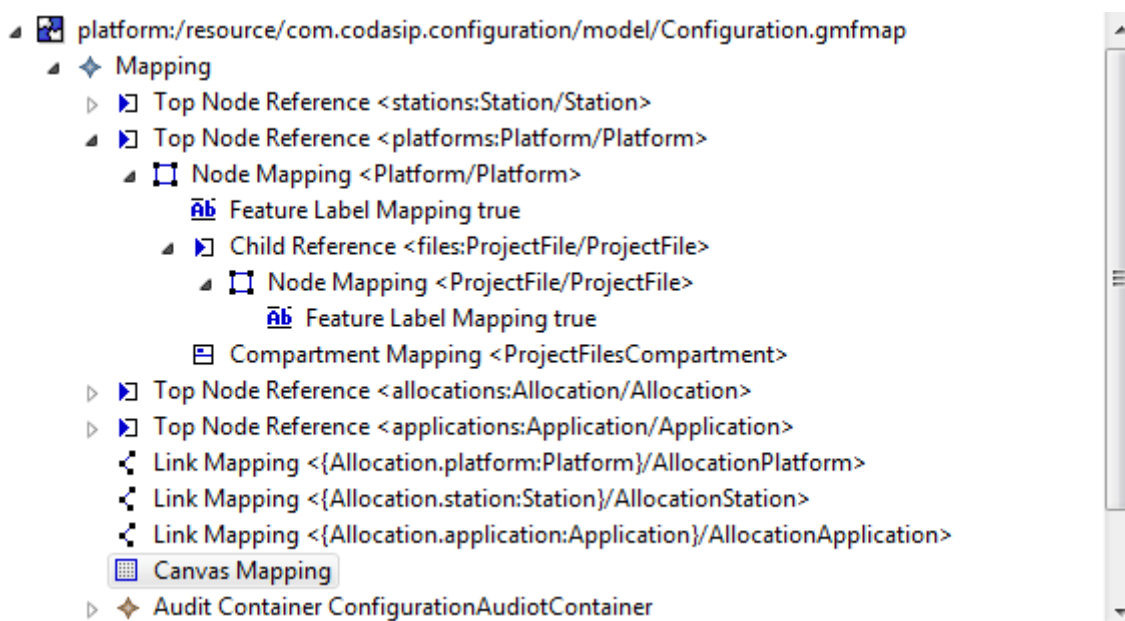 platform:/resource/com.codasip.configuration/model/Configuration.gmfmap
Mapping
Top Node Reference <stations:Station/Station>
Top Node Reference <platforms:Platform/Platform>
Node Mapping <Platform/Platform>
Ab Feature Label Mapping true
Child Reference <files:ProjectFile/ProjectFile>
Node Mapping <ProjectFile/ProjectFile>
Ab Feature Label Mapping true
Compartment Mapping <ProjectFilesCompartment>
Top Node Reference <allocations:Allocation/Allocation>
Top Node Reference <applications:Application/Application>
Link Mapping <{Allocation.platform:Platform}/AllocationPlatform>
Link Mapping <{Allocation.station:Station}/AllocationStation>
Link Mapping <{Allocation.application:Application}/AllocationApplication>
Canvas Mapping
Audit Container ConfigurationAudiotContainer